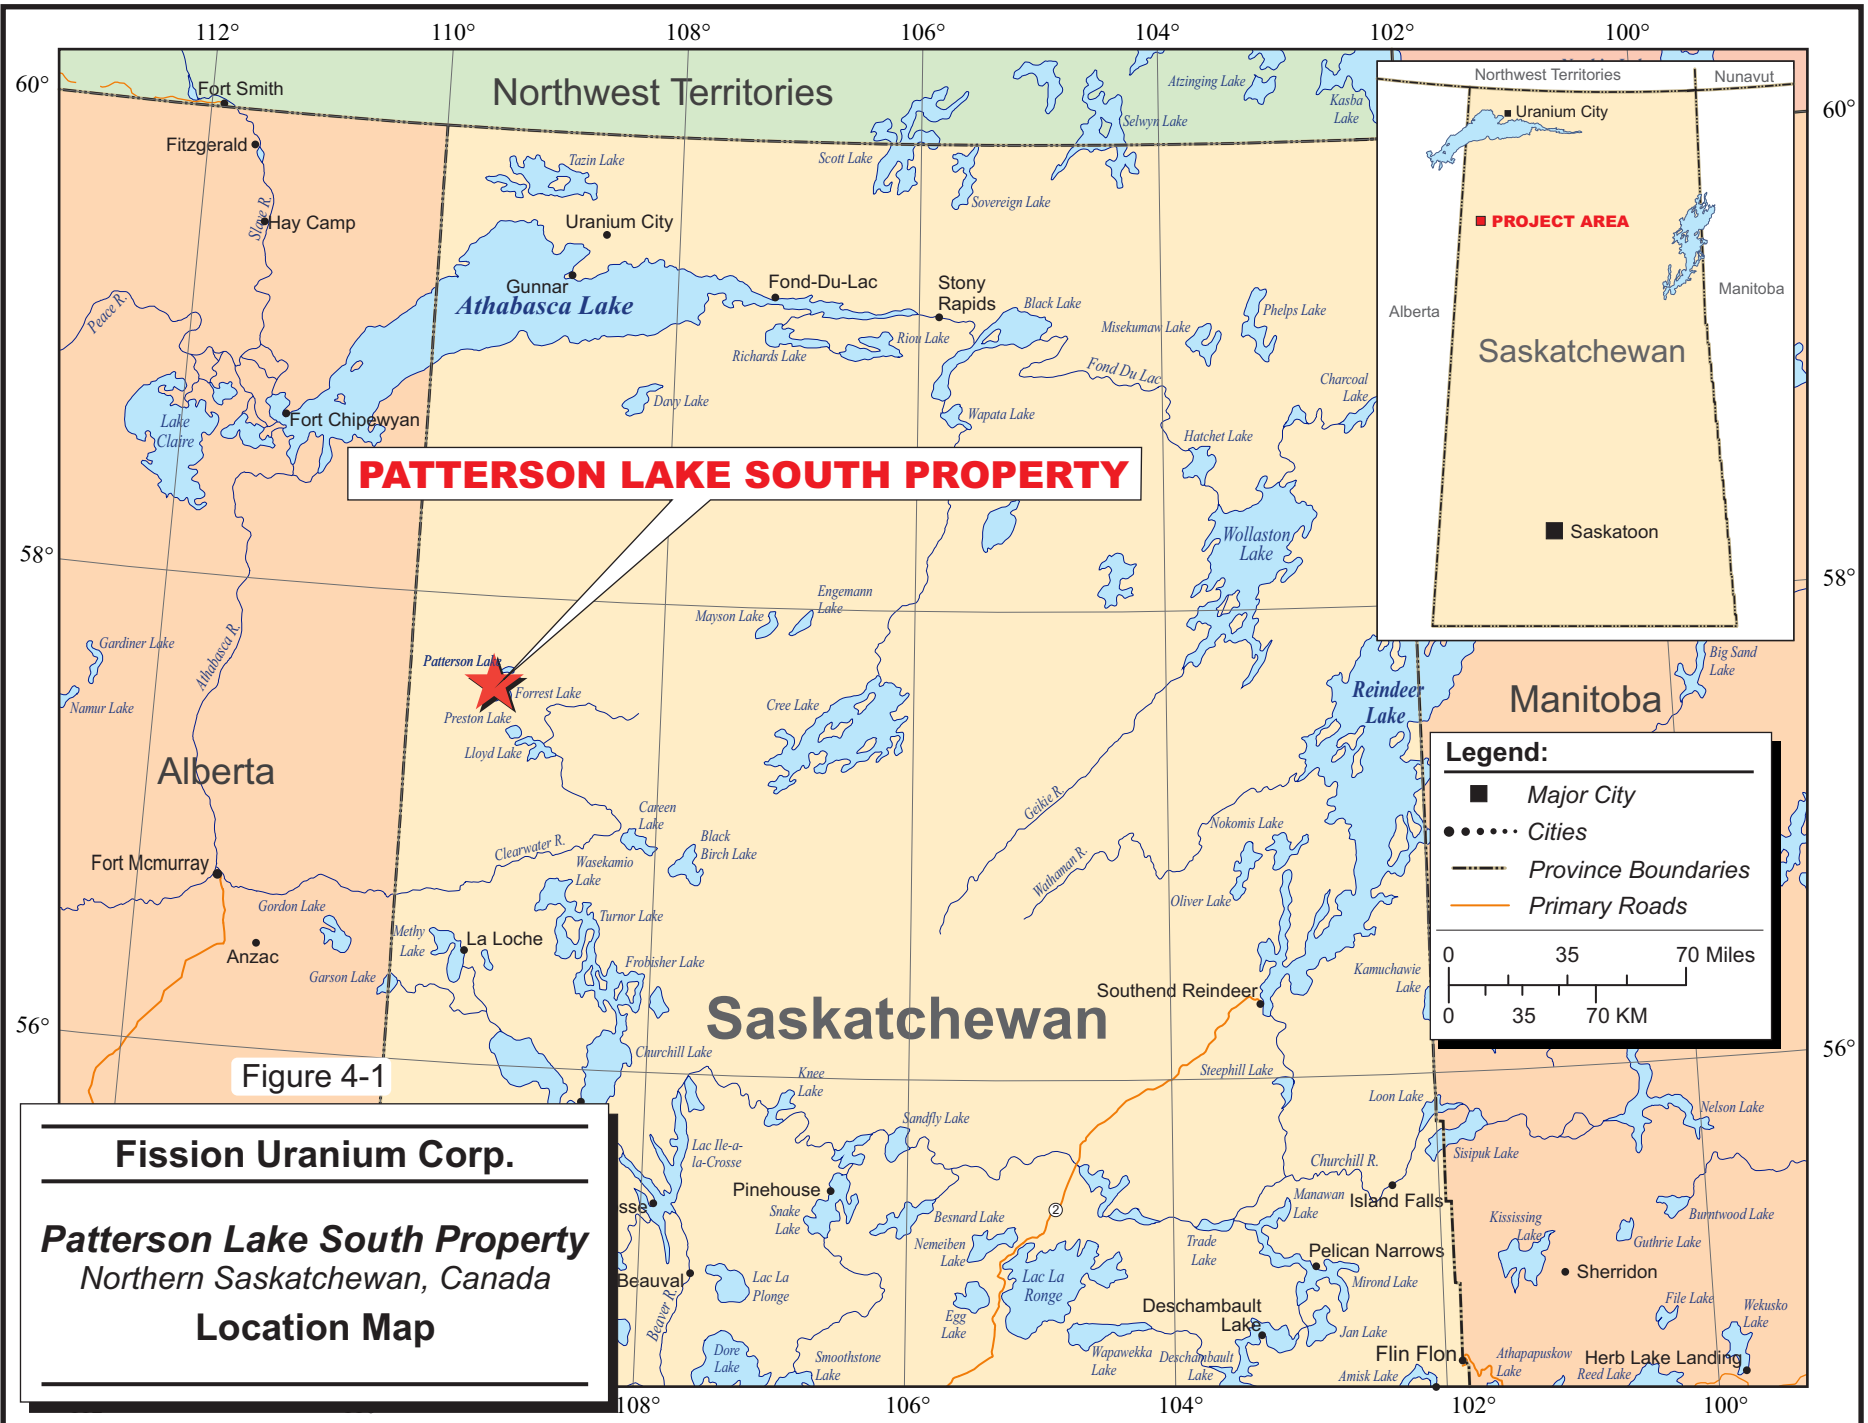 112°
110°
108°
106°
104°
102°
100°
60°
Fort Smith
Northwest Territories
Atzinging Lake
Kasba
Lake
Selwyn Lake
Northwest Territories
Nunavut
Uranium City
60°
Fitzgerald
Tazin Lake
Scott Lake
Sovereign Lake
Slave R.
Hay Camp
Uranium City
PROJECT AREA
Gunnar
Athabasca Lake
Fond-Du-Lac
Stony
Rapids
Black Lake
Misekumaw Lake
Phelps Lake
Alberta
Manitoba
Peace R.
Richards Lake
Riou Lake
Fond Du Lac
Charcoal
Lake
Saskatchewan
Davy Lake
Wapata Lake
Lake
Claire
Fort Chipewyan
Hatchet Lake
PATTERSON LAKE SOUTH PROPERTY
Wollaston
Lake
Saskatoon
58°
58°
Engemann
Lake
Mayson Lake
Gardiner Lake
Athabasca R.
Namur Lake
Patterson Lake
Forrest Lake
Preston Lake
Lloyd Lake
Cree Lake
Reindeer
Lake
Manitoba
Big Sand
Lake
Alberta
Legend:
Major City
Cities
Province Boundaries
Primary Roads
0
35
70 Miles
0
35
70 KM
Careen
Lake
Black
Birch Lake
Geikie R.
Nokomis Lake
Wathaman R.
Oliver Lake
Fort Mcmurray
Clearwater R.
Wasekamio
Lake
Gordon Lake
Turnor Lake
Methy
Lake
La Loche
Anzac
Garson Lake
Frobisher Lake
Kamuchawie
Lake
Southend Reindeer
Saskatchewan
56°
56°
Churchill Lake
Steephill Lake
Knee
Lake
Loon Lake
Nelson Lake
Sandfly Lake
Lac Ile-a-
la-Crosse
Sisipuk Lake
Churchill R.
Pinehouse
Snake
Lake
sse
2
Manawan
Lake
Island Falls
Besnard Lake
Nemeiben
Lake
Trade
Lake
Kississing
Lake
Burntwood Lake
Guthrie Lake
Pelican Narrows
Mirond Lake
Sherridon
Beauval
Lac La
Plonge
Lac La
Ronge
Beaver R.
Egg
Lake
Deschambault
Lake
File Lake
Wekusko
Lake
Jan Lake
Dore
Lake
Smoothstone
Lake
Wapawekka
Lake
Deschambault
Lake
Flin Flon
Amisk Lake
Athapapuskow
Lake
Reed Lake
Herb Lake Landing
Figure 4-1
Fission Uranium Corp.
Patterson Lake South Property
Northern Saskatchewan, Canada
Location Map
108°
106°
104°
102°
100°